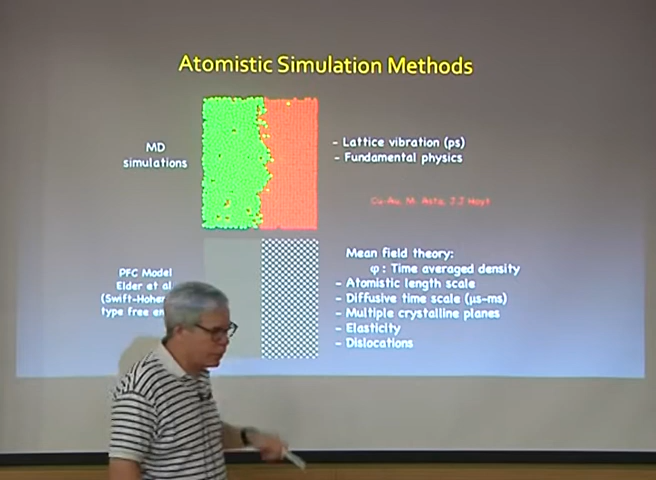 Atomistic Simulation Methods
MD
simulations
- Lattice vibration (ps)
- Fundamental physics
Cu-Au, M. Asta, J.J Hoyt
PFC Model
Elder et al
(Swift-Hohen
type free en
Mean field theory:
φ : Time averaged density
- Atomistic length scale
- Diffusive time scale (μs-ms)
- Multiple crystalline planes
- Elasticity
- Dislocations